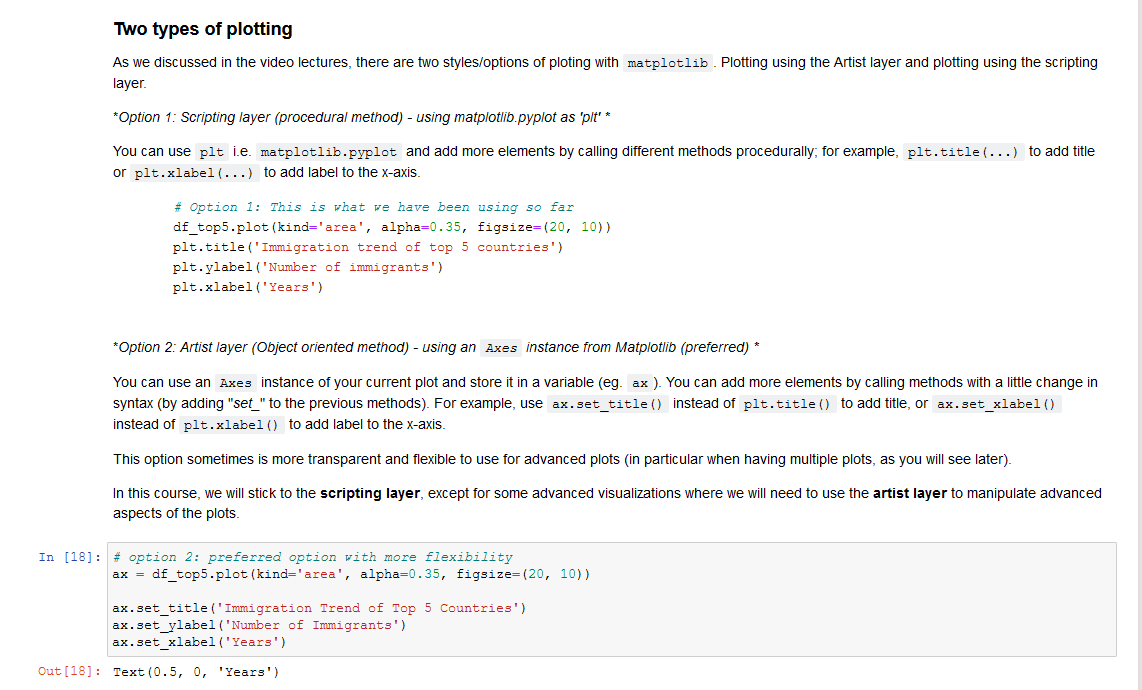 Two types of plotting
As we discussed in the video lectures, there are two styles/options of ploting with matplotlib . Plotting using the Artist layer and plotting using the scripting
layer.
*Option 1: Scripting layer (procedural method) - using matplotlib.pyplot as 'plt' *
You can use plt i.e. matplotlib.pyplot and add more elements by calling different methods procedurally; for example, plt.title(...) to add title
or plt.xlabel(...) to add label to the x-axis.
# Option 1: This is what we have been using so far
df_top5.plot(kind='area', alpha=0.35, figsize=(20, 10))
plt.title('Immigration trend of top 5 countries')
plt.ylabel('Number of immigrants')
plt.xlabel('Years')
*Option 2: Artist layer (Object oriented method) - using an Axes instance from Matplotlib (preferred) *
You can use an Axes instance of your current plot and store it in a variable (eg. ax ). You can add more elements by calling methods with a little change in
syntax (by adding "set_" to the previous methods). For example, use ax.set_title() instead of plt.title() to add title, or ax.set_xlabel()
instead of plt.xlabel() to add label to the x-axis.
This option sometimes is more transparent and flexible to use for advanced plots (in particular when having multiple plots, as you will see later).
In this course, we will stick to the scripting layer, except for some advanced visualizations where we will need to use the artist layer to manipulate advanced
aspects of the plots.
In [18]: # option 2: preferred option with more flexibility
ax = df_top5.plot(kind='area', alpha=0.35, figsize=(20, 10))
ax.set_title('Immigration Trend of Top 5 Countries')
ax.set_ylabel('Number of Immigrants')
ax.set_xlabel('Years')
Out[18]: Text(0.5, 0, 'Years')